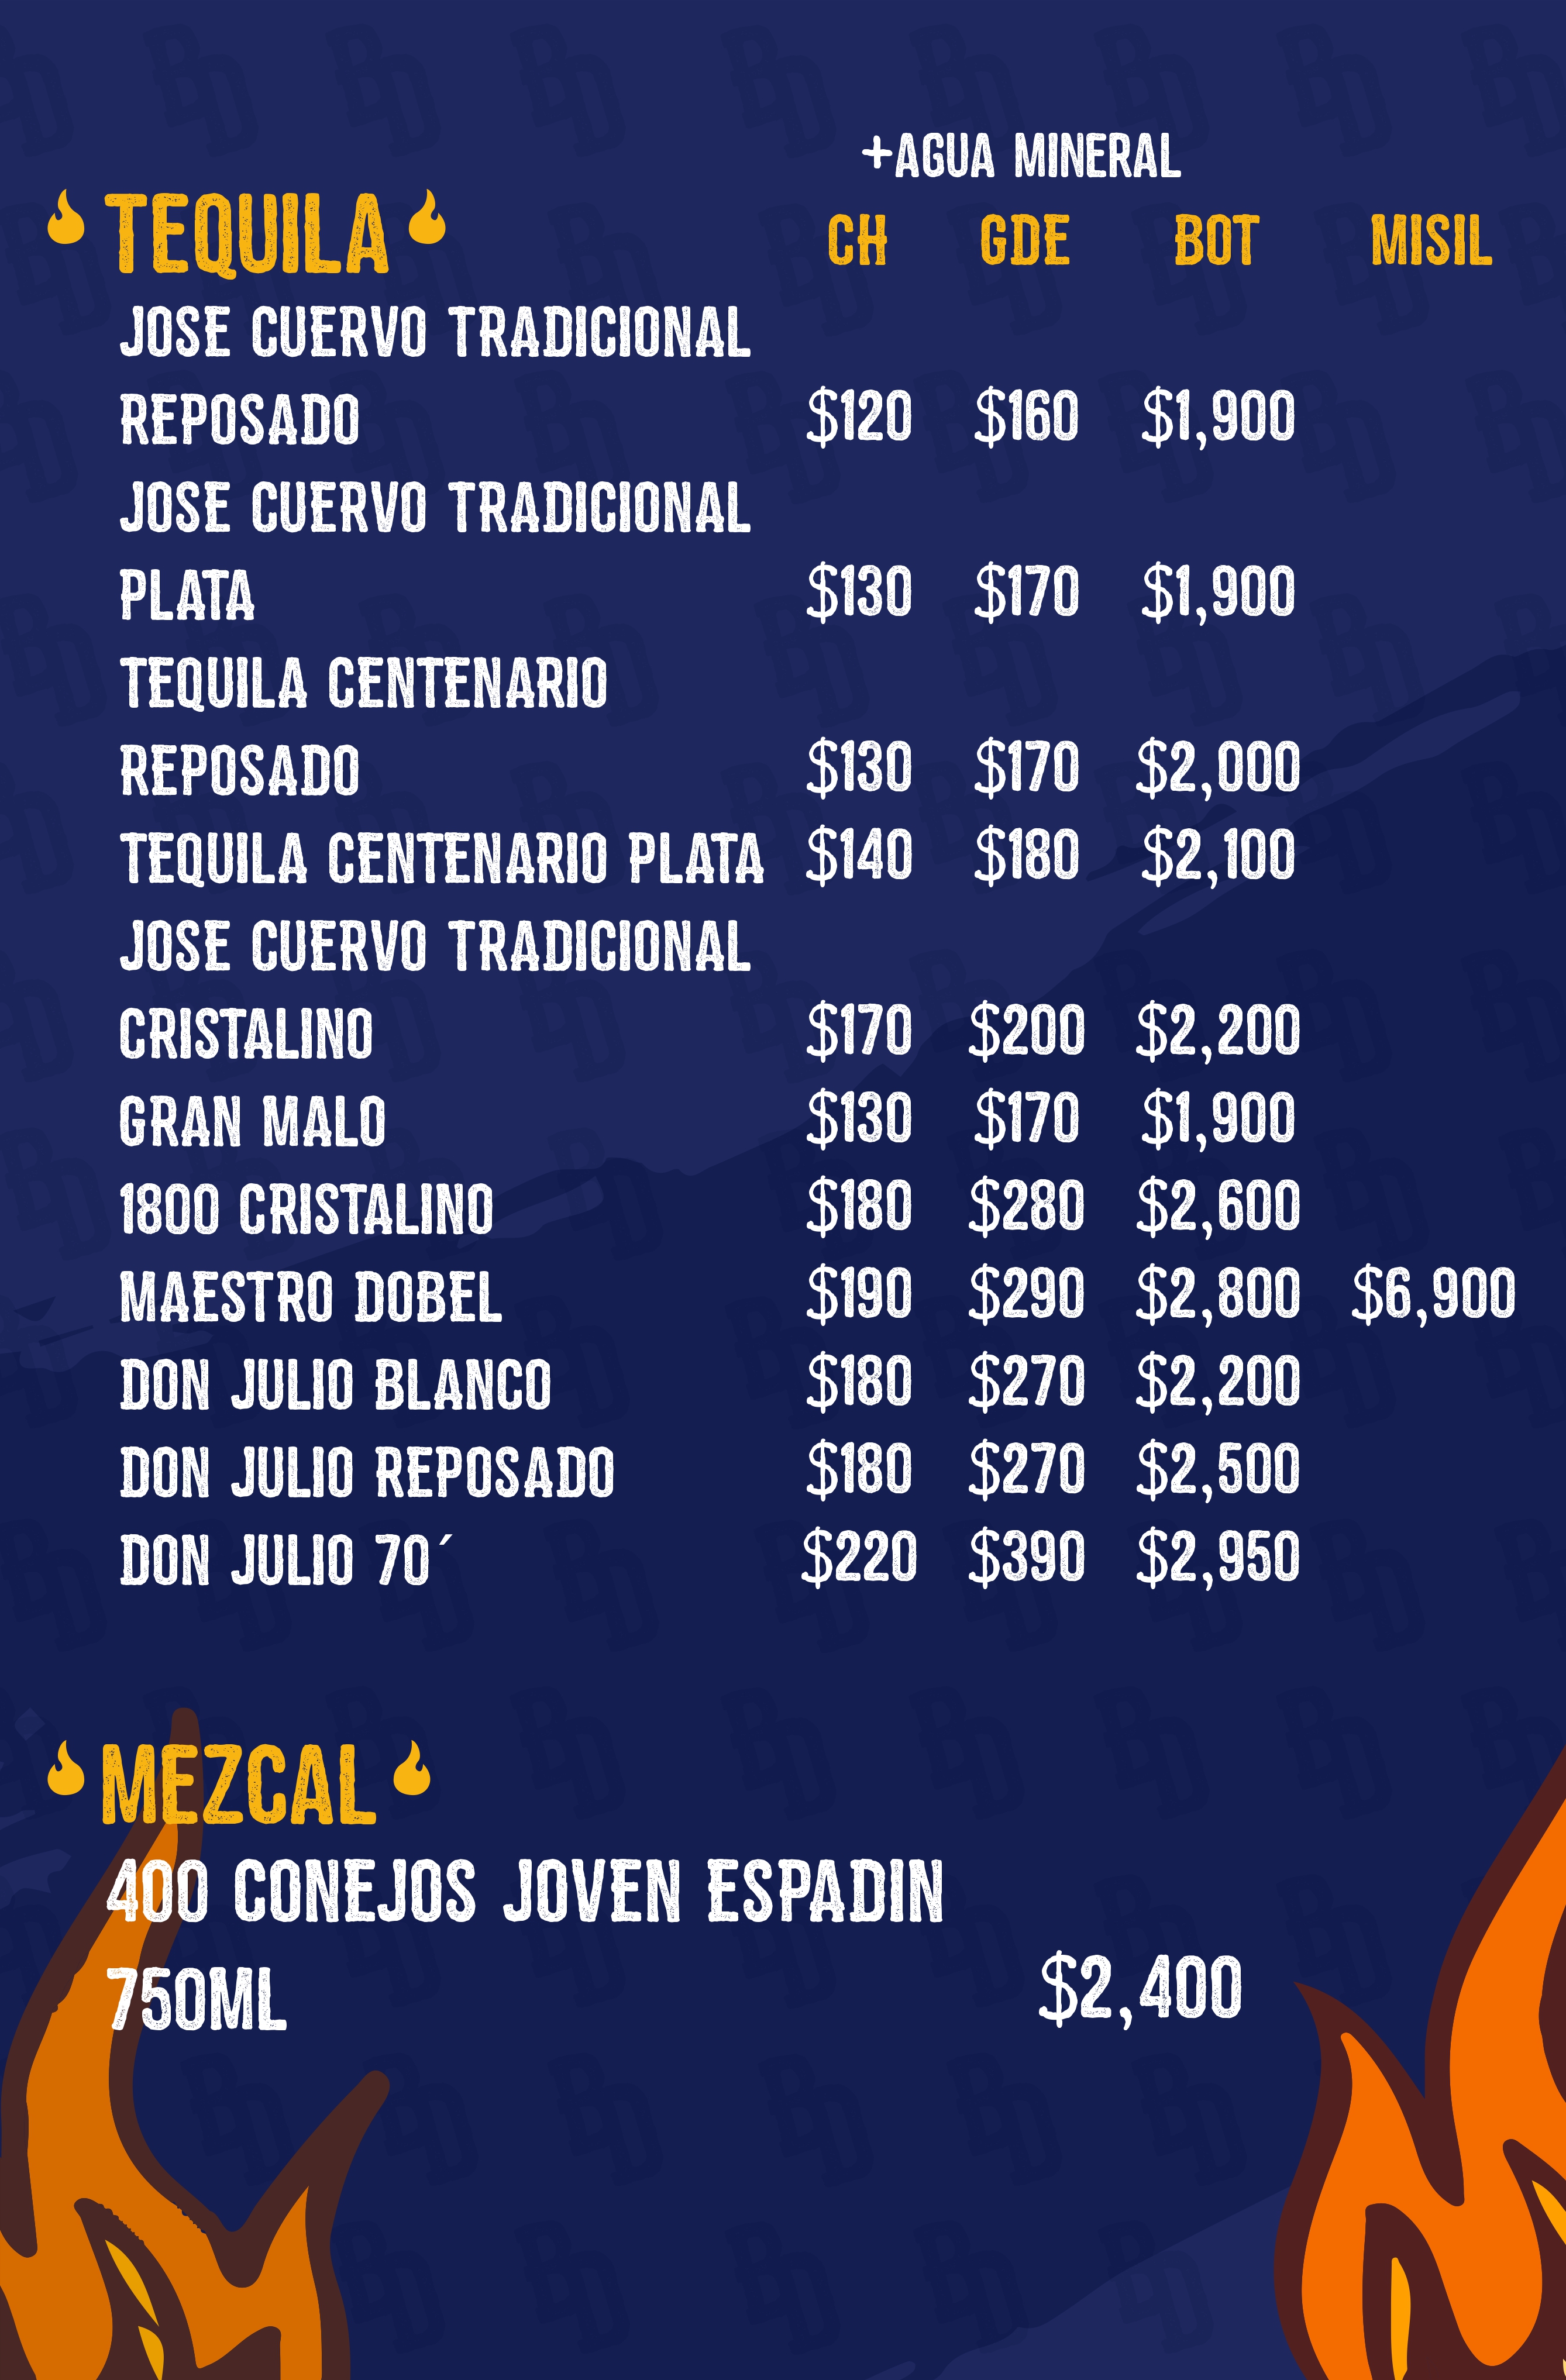 +AGUA MINERAL
TEQUILA CH GDE BOT MISIL
JOSE CUERVO TRADICIONAL
REPOSADO $120 $160 $1,900
JOSE CUERVO TRADICIONAL
PLATA $130 $170 $1,900
TEQUILA CENTENARIO
REPOSADO $130 $170 $2,000
TEQUILA CENTENARIO PLATA $140 $180 $2,100
JOSE CUERVO TRADICIONAL
CRISTALINO $170 $200 $2,200
GRAN MALO $130 $170 $1,900
1800 CRISTALINO $180 $280 $2,600
MAESTRO DOBEL $190 $290 $2,800 $6,900
DON JULIO BLANCO $180 $270 $2,200
DON JULIO REPOSADO $180 $270 $2,500
DON JULIO 70´ $220 $390 $2,950
MEZCAL
400 CONEJOS JOVEN ESPADIN
750ML $2,400